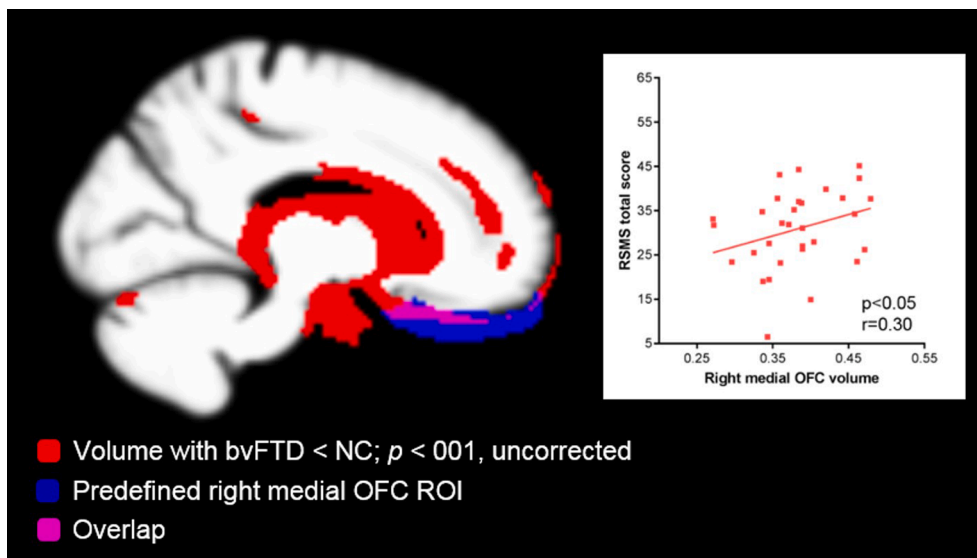 65
55
45
35
25
15
5
RSMS total score
p<0.05
r=0.30
0.25 0.35 0.45 0.55
Right medial OFC volume
Volume with bvFTD < NC; p < 001, uncorrected
Predefined right medial OFC ROI
Overlap